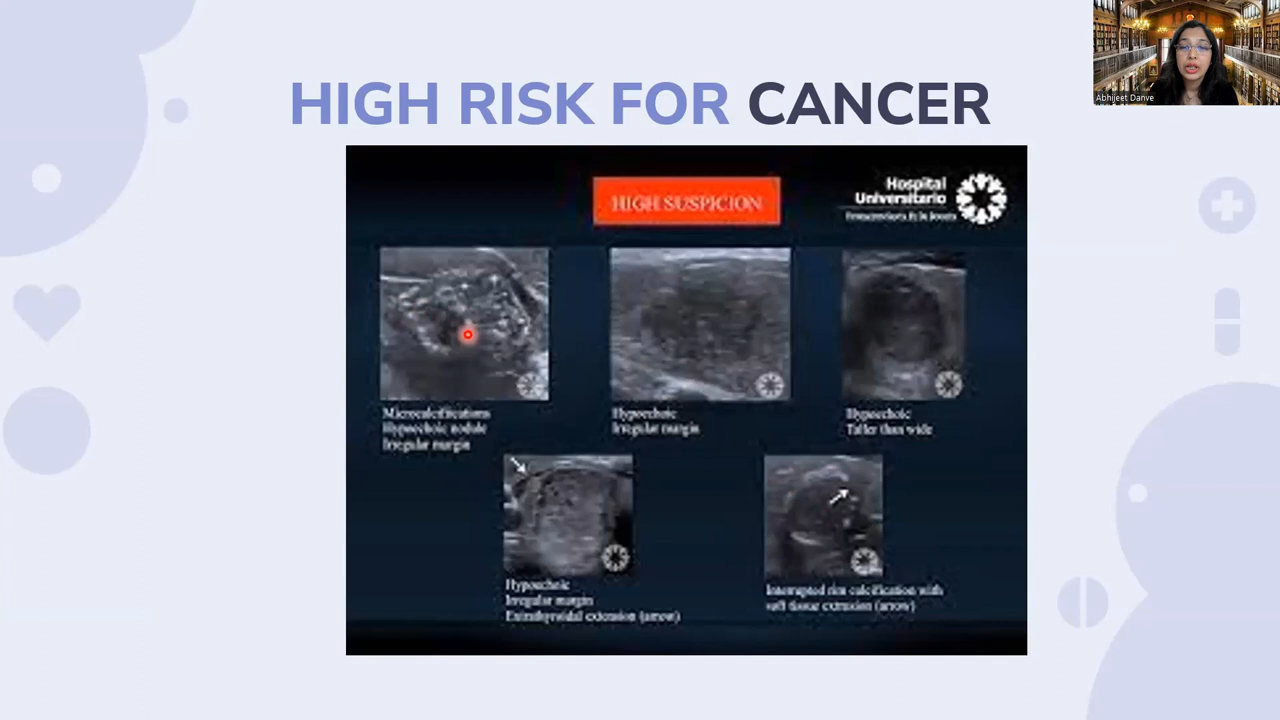 HIGH RISK FOR CANCER
Abhijeet Danve
HIGH SUSPICION
Hospital
Universitario
Microcalcifications
Hypoechoic nodule
Irregular margin
Hypoechoic
Irregular margin
Hypoechoic
Taller than wide
Hypoechoic
Irregular margin
Extrathyroidal extension (arrow)
Interrupted rim calcification with
soft tissue extrusion (arrow)